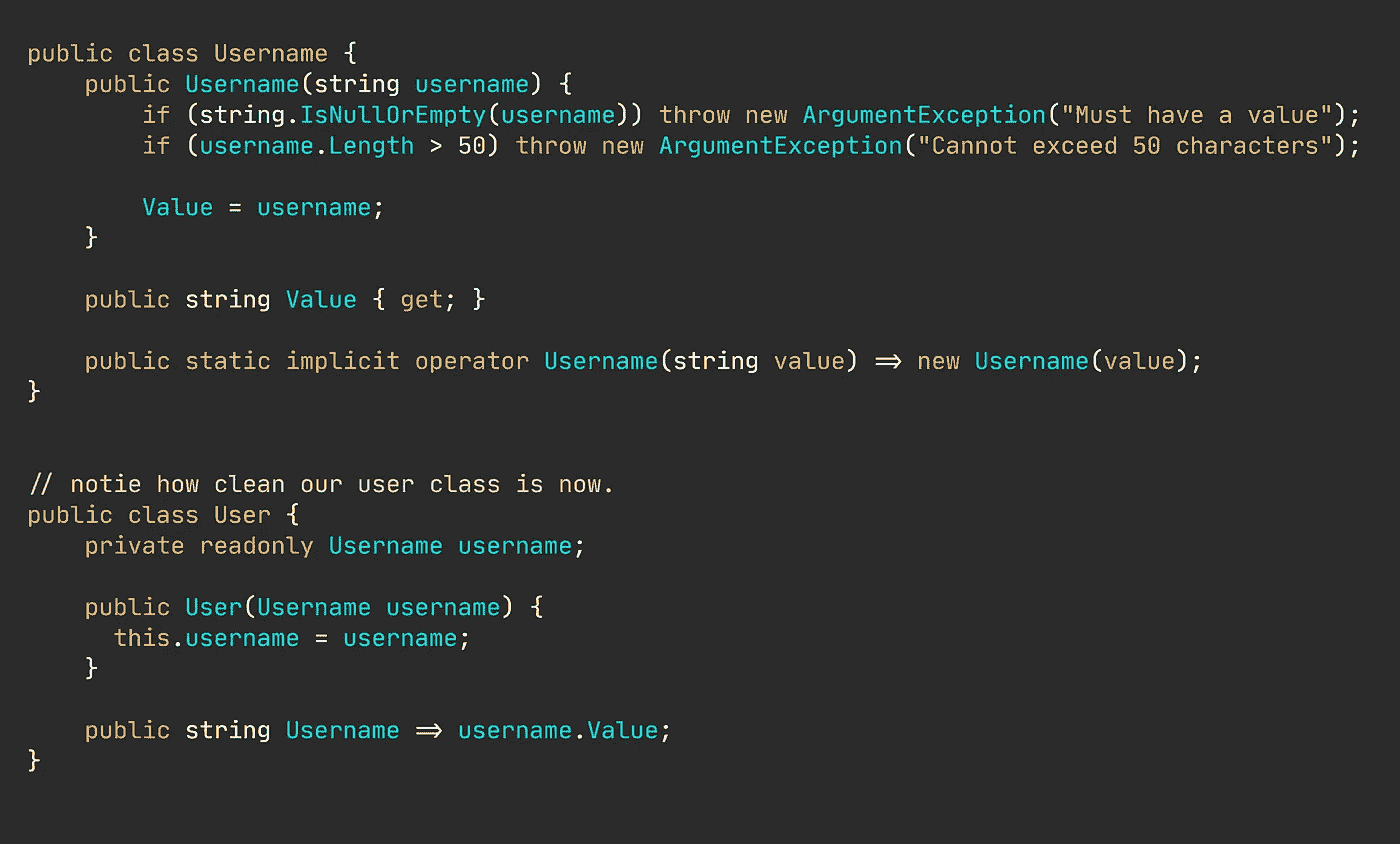 public class Username {
    public Username(string username) {
        if (string.IsNullOrEmpty(username)) throw new ArgumentException("Must have a value");
        if (username.Length > 50) throw new ArgumentException("Cannot exceed 50 characters");

        Value = username;
    }

    public string Value { get; }

    public static implicit operator Username(string value) => new Username(value);
}


// notie how clean our user class is now.
public class User {
    private readonly Username username;

    public User(Username username) {
      this.username = username;
    }

    public string Username => username.Value;
}